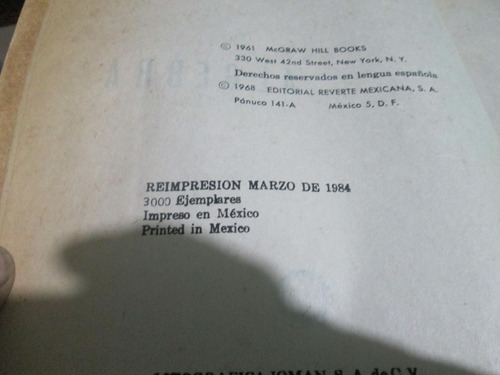 © 1961 McGRAW HILL BOOKS
330 West 42nd Street, New York, N. Y.
Derechos reservados en lengua española
© 1968 EDITORIAL REVERTE MEXICANA, S. A.
Pánuco 141-A México 5, D. F.
REIMPRESION MARZO DE 1984
3000 Ejemplares
Impreso en México
Printed in Mexico